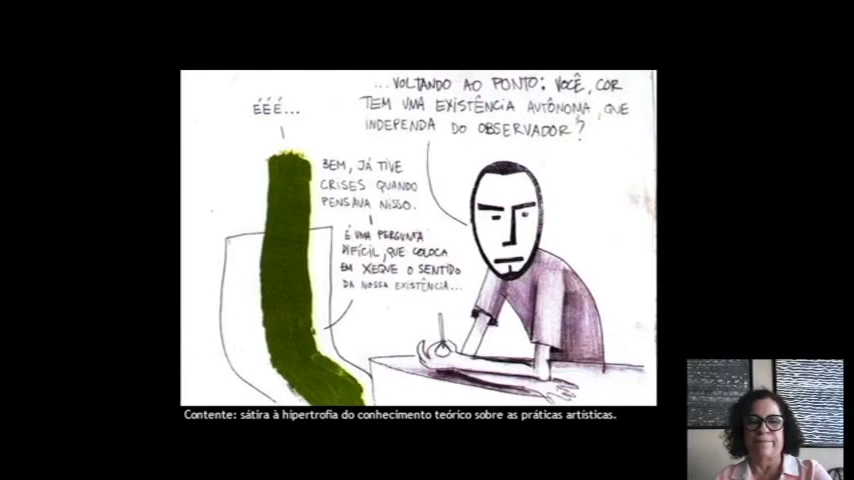 ...VOLTANDO AO PONTO: VOCÊ, COR
TEM UMA EXISTÊNCIA AUTÔNOMA, QUE
INDEPENDA DO OBSERVADOR?
ÉÉÉ...
BEM, JÁ TIVE
CRISES QUANDO
PENSAVA NISSO.
É UMA PERGUNTA
DIFÍCIL, QUE COLOCA
EM XEQUE O SENTIDO
DA NOSSA EXISTÊNCIA...
Contente: sátira à hipertrofia do conhecimento teórico sobre as práticas artísticas.